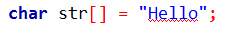 char str[] = "Hello";